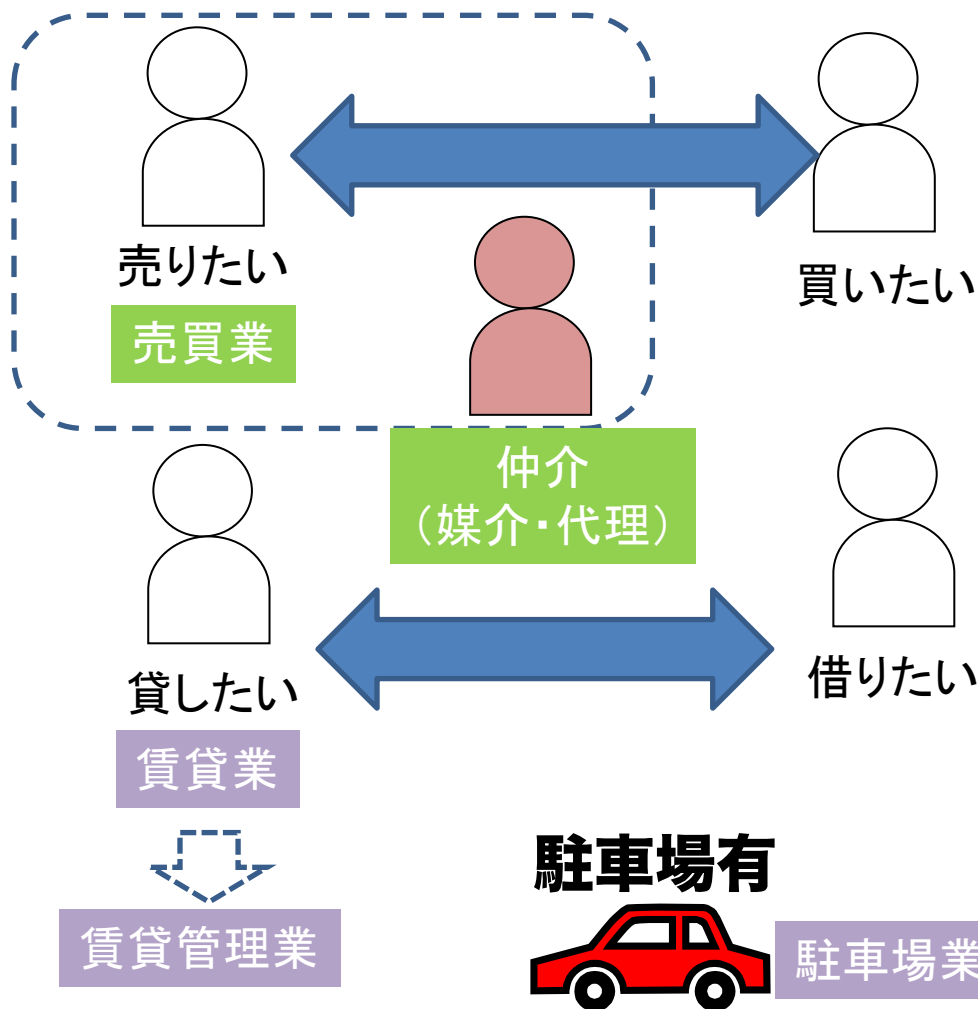 売りたい
買いたい
売買業
仲介
（媒介・代理）
貸したい
借りたい
賃貸業
駐車場有
賃貸管理業
駐車場業